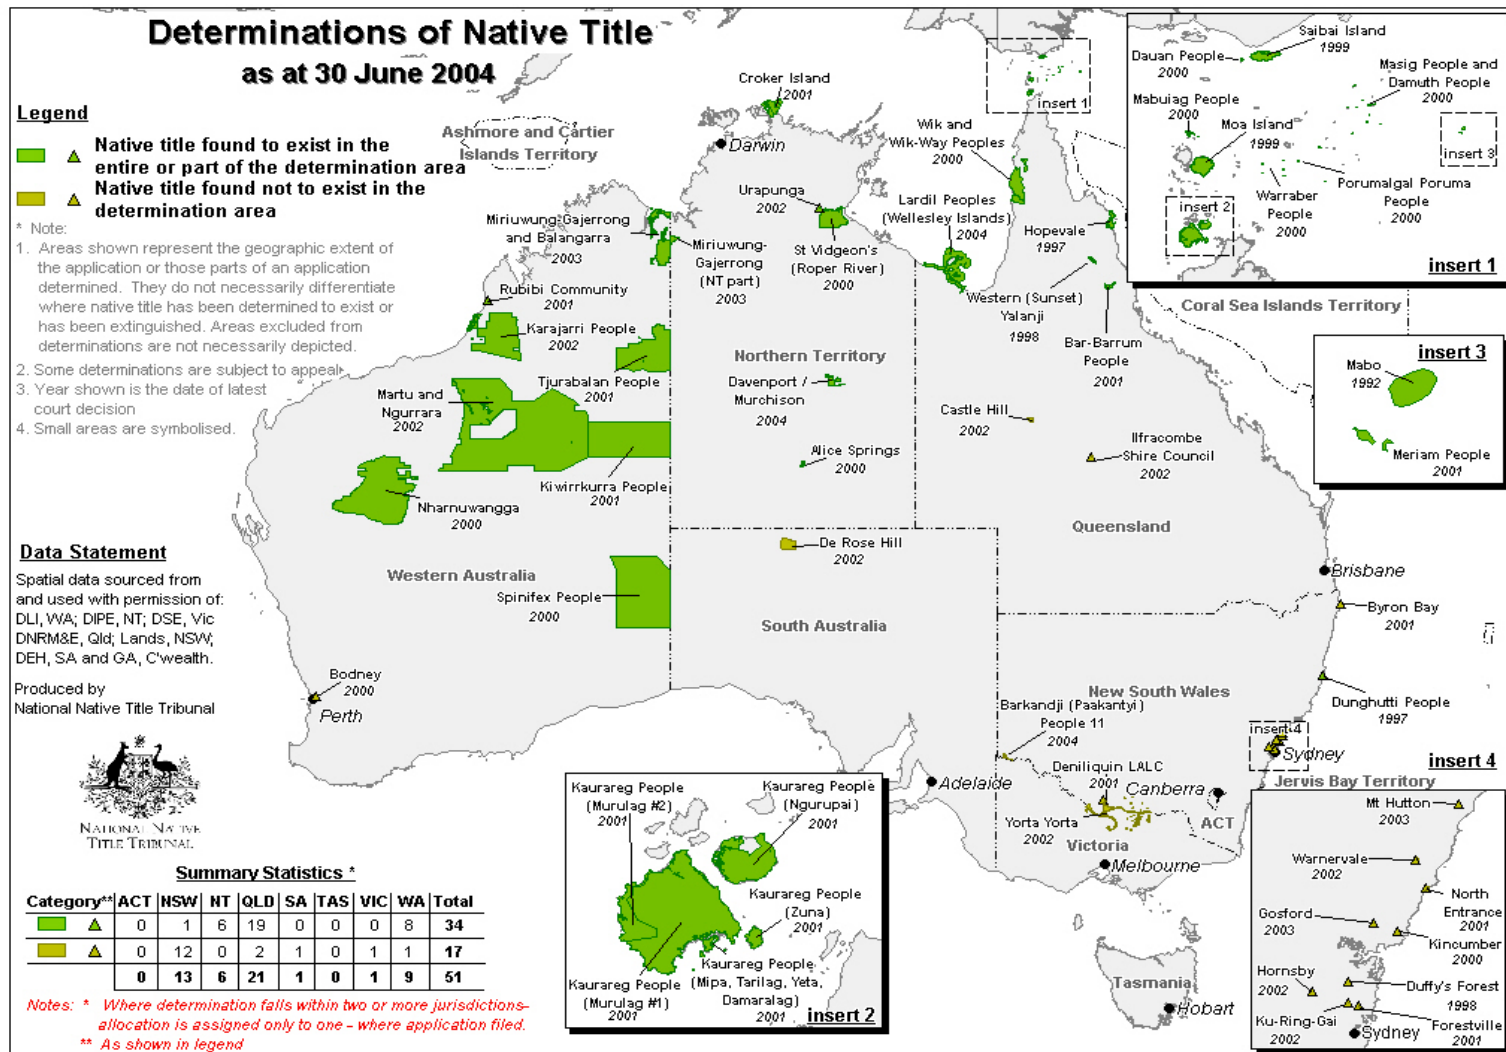 Determinations of Native Title
as at 30 June 2004
Legend
Native title found to exist in the
entire or part of the determination area
Native title found not to exist in the
determination area
* Note:
1. Areas shown represent the geographic extent of
the application or those parts of an application
determined. They do not necessarily differentiate
where native title has been determined to exist or
has been extinguished. Areas excluded from
determinations are not necessarily depicted.
2. Some determinations are subject to appeal
3. Year shown is the date of latest
court decision
4. Small areas are symbolised.
Data Statement
Spatial data sourced from
and used with permission of:
DLI, WA; DIPE, NT; DSE, Vic
DNRM&E, Qld; Lands, NSW;
DEH, SA and GA, C'wealth.
Produced by
National Native Title Tribunal
NATIONAL NATIVE
TITLE TRIBUNAL
Summary Statistics *
Category** ACT NSW NT QLD SA TAS VIC WA Total
0 1 6 19 0 0 0 8 34
0 12 0 2 1 0 1 1 17
0 13 6 21 1 0 1 9 51
Notes: * Where determination falls within two or more jurisdictions-
allocation is assigned only to one - where application filed.
** As shown in legend
Ashmore and Cartier
Islands Territory
Croker Island
2001
Darwin
Urapunga
2002
Miriuwung-Gajerrong
and Balangarra
2003
Miriuwung-
Gajerrong
(NT part)
2003
St Vidgeon's
(Roper River)
2000
Rubibi Community
2001
Karajarri People
2002
Tjurabalan People
2001
Martu and
Ngurrara
2002
Kiwirrkurra People
2001
Nharnuwangga
2000
Western Australia
Spinifex People
2000
Bodney
2000
Perth
Northern Territory
Davenport /
Murchison
2004
Alice Springs
2000
De Rose Hill
2002
South Australia
Adelaide
Wik and
Wik-Way Peoples
2000
Lardil Peoples
(Wellesley Islands)
2004
Hopevale
1997
Western (Sunset)
Yalanji
1998
Bar-Barrum
People
2001
Castle Hill
2002
Ilfracombe
Shire Council
2002
Queensland
Coral Sea Islands Territory
Brisbane
Byron Bay
2001
Dunghutti People
1997
New South Wales
Barkandji (Paakantyi)
People 11
2004
Deniliquin LALC
2001
Yorta Yorta
2002
Canberra
ACT
Victoria
Melbourne
insert 4
Sydney
Jervis Bay Territory
Tasmania
Hobart
insert 1
Saibai Island
1999
Dauan People
2000
Masig People and
Damuth People
2000
Mabuiag People
2000
Moa Island
1999
insert 3
Warraber
People
2000
Porumalgal Poruma
People
2000
insert 2
insert 1
insert 3
Mabo
1992
Meriam People
2001
Kaurareg People
(Murulag #2)
2001
Kaurareg People
(Ngurupai)
2001
Kaurareg People
(Zuna)
2001
Kaurareg People
(Mipa, Tarilag, Yeta,
Damaralag)
2001
Kaurareg People
(Murulag #1)
2001
insert 2
insert 4
Mt Hutton
2003
Warnervale
2002
North
Entrance
2001
Gosford
2003
Kincumber
2000
Hornsby
2002
Duffy's Forest
1998
Ku-Ring-Gai
2002
Forestville
2001
Sydney